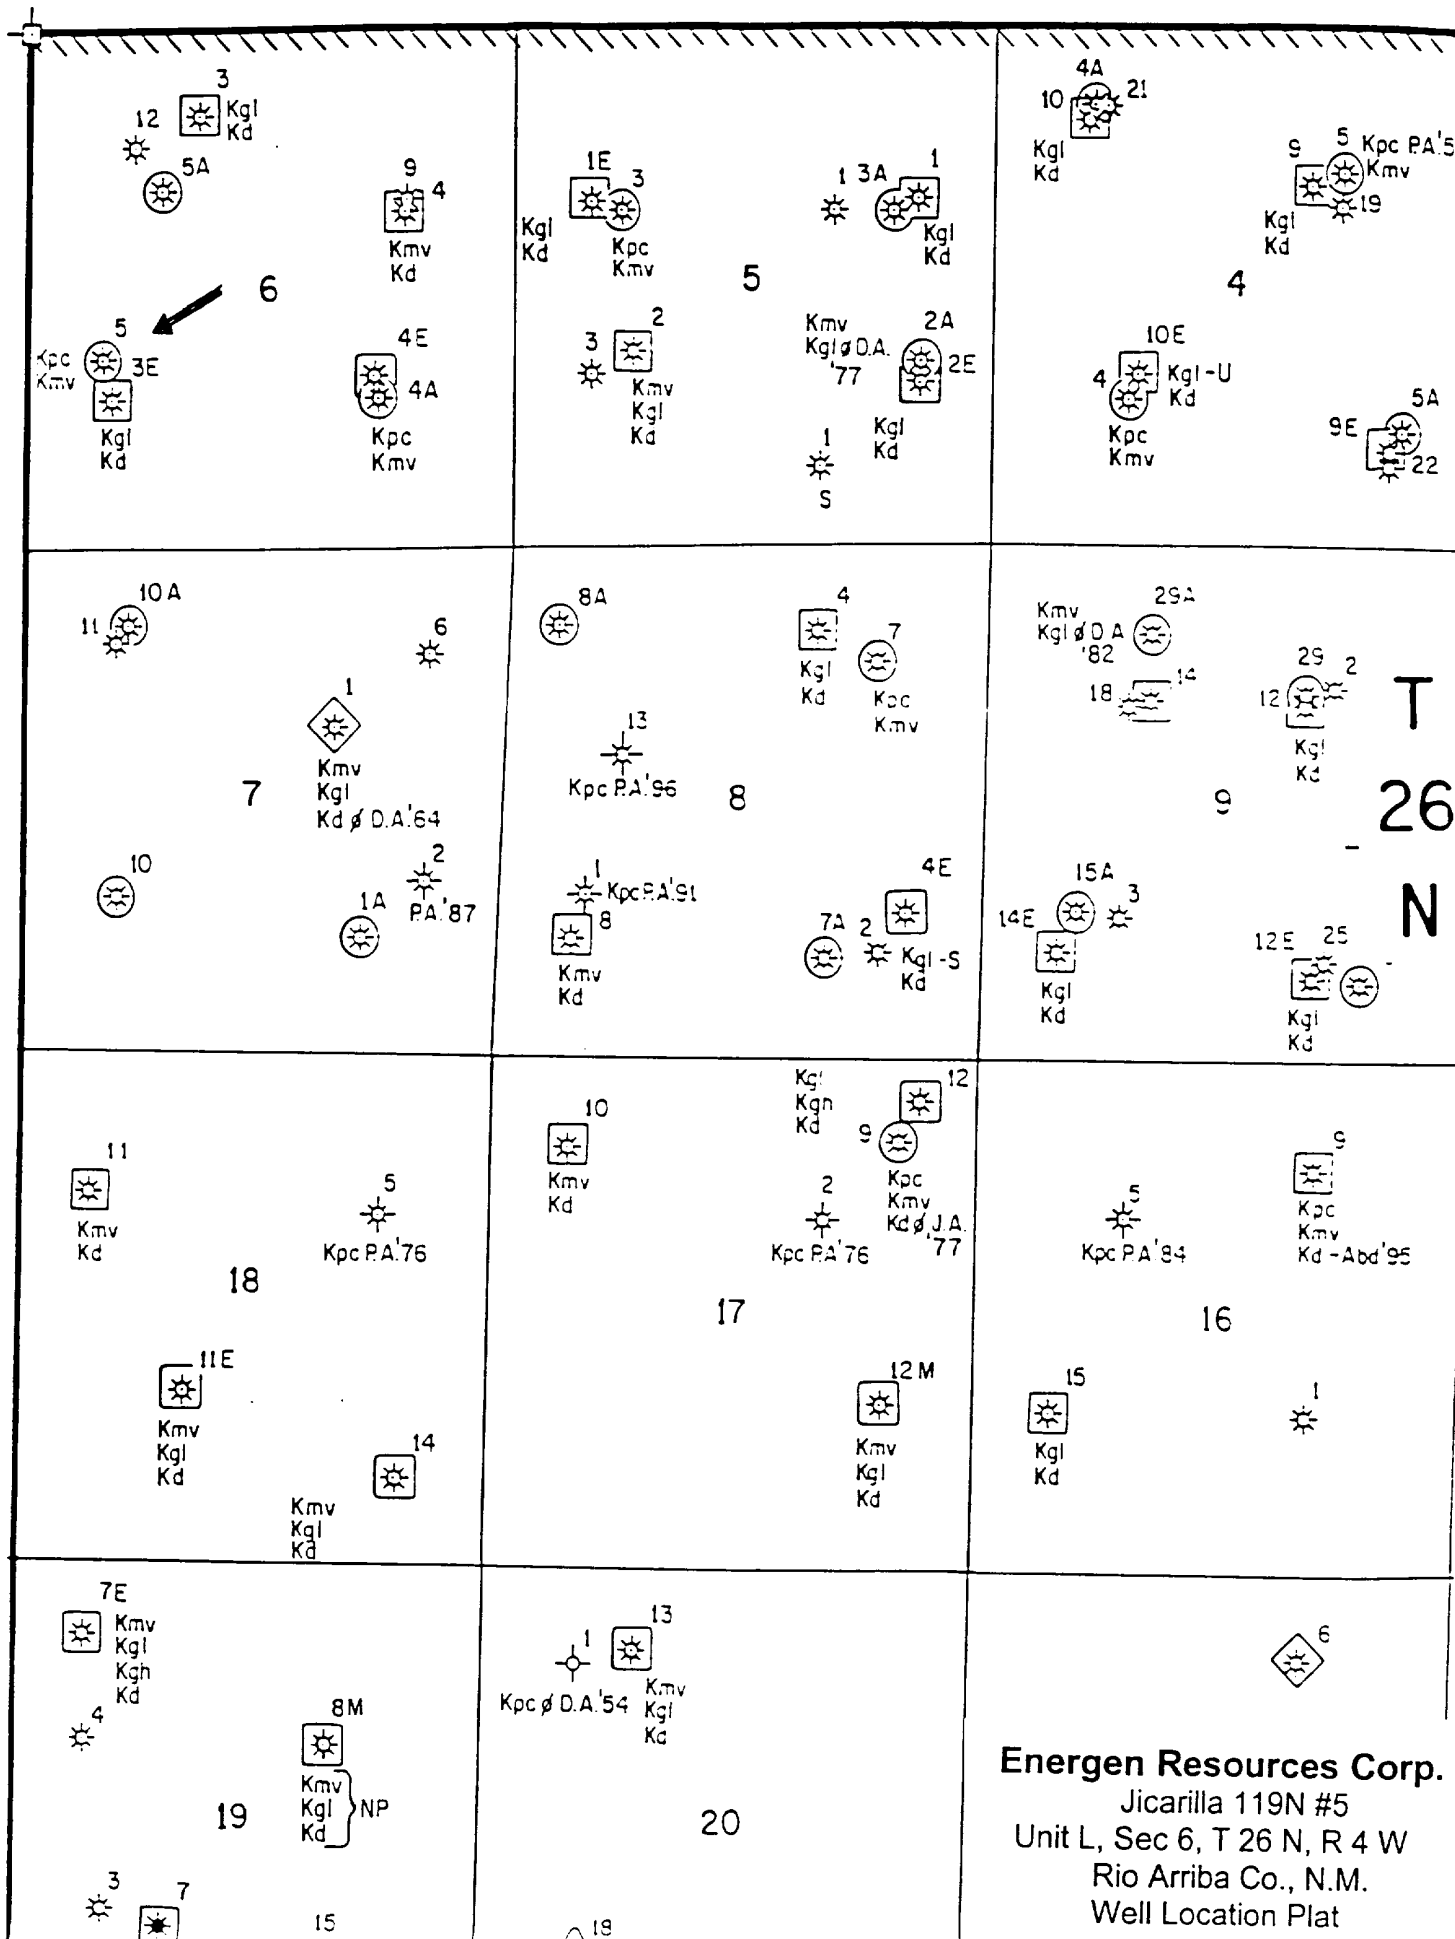 3
Kgl
Kd
12
5A
9
4
Kmv
Kd
6
5
Kpc
Kmv
3E
Kgl
Kd
4E
4A
Kpc
Kmv
1E
Kgl
Kd
3
Kpc
Kmv
1
3A
1
Kgl
Kd
5
3
2
Kmv
Kgl
Kd
Kmv
Kgl ø D.A.
'77
2A
2E
Kgl
Kd
1
S
4A
10
21
Kgl
Kd
9
5
Kpc P.A.'5
Kmv
19
Kgl
Kd
4
10E
Kgl-U
Kd
4
Kpc
Kmv
5A
9E
22
10A
11
6
1
Kmv
Kgl
Kd ø D.A.'64
7
10
2
P.A.'87
1A
8A
4
Kgl
Kd
7
Kpc
Kmv
13
Kpc P.A.'96
8
1
Kpc P.A.'91
8
Kmv
Kd
4E
7A
2
Kgl-S
Kd
Kmv
Kgl ø D.A
'82
29A
18
14
29
2
12
Kgl
Kd
T
26
N
9
15A
3
14E
Kgl
Kd
12E
25
Kgl
Kd
11
Kmv
Kd
5
Kpc P.A.'76
18
11E
Kmv
Kgl
Kd
14
Kmv
Kgl
Kd
10
Kmv
Kd
Kgl
Kgh
Kd
12
9
Kpc
Kmv
Kd ø J.A.
'77
2
Kpc P.A.'76
17
12M
Kmv
Kgl
Kd
5
Kpc P.A.'84
9
Kpc
Kmv
Kd-Abd'95
16
15
Kgl
Kd
1
7E
Kmv
Kgl
Kgh
Kd
4
8M
Kmv
Kgl
Kd
NP
19
3
7
15
1
Kpc ø D.A.'54
13
Kmv
Kgl
Kd
20
18
6
Energen Resources Corp.
Jicarilla 119N #5
Unit L, Sec 6, T 26 N, R 4 W
Rio Arriba Co., N.M.
Well Location Plat